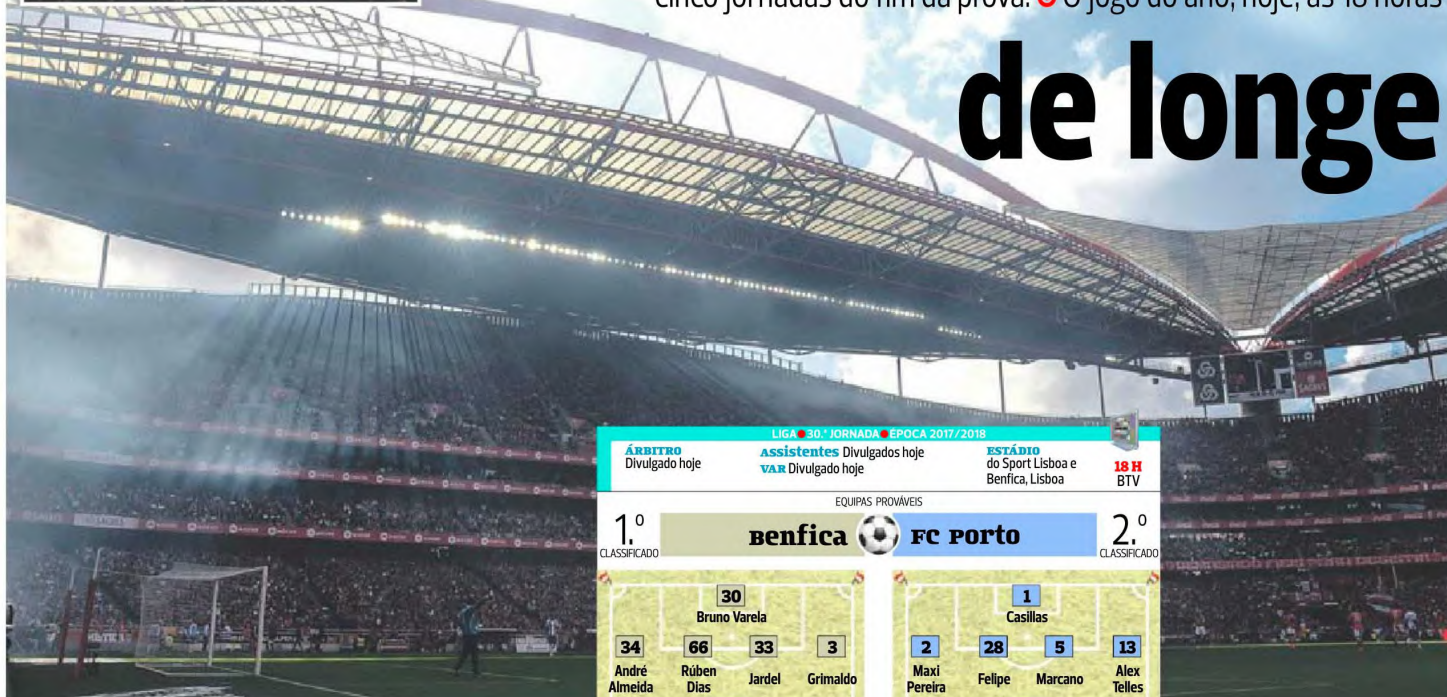 cinco jornadas do fim da prova. O jogo do ano, hoje, às 18 horas
de longe
LIGA 30.ª JORNADA ÉPOCA 2017/2018
ÁRBITRO
Divulgado hoje
Assistentes Divulgados hoje
VAR Divulgado hoje
ESTÁDIO
do Sport Lisboa e
Benfica, Lisboa
18 H
BTV
EQUIPAS PROVÁVEIS
1.º
CLASSIFICADO
Benfica
FC Porto
2.º
CLASSIFICADO
30
Bruno Varela
34 66 33 3
André Almeida Rúben Dias Jardel Grimaldo
1
Casillas
2 28 5 13
Maxi Pereira Felipe Marcano Alex Telles
SAGRES